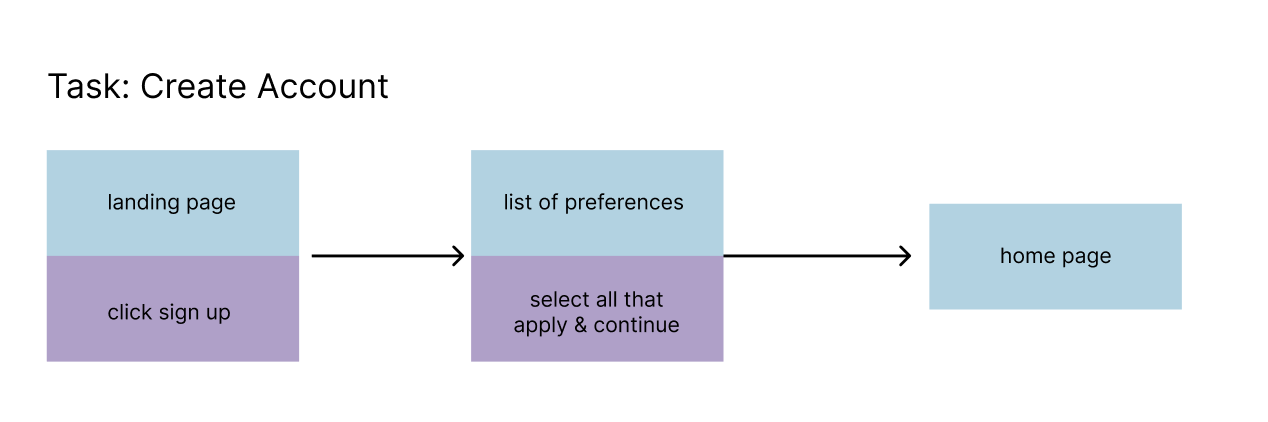 Task: Create Account
landing page
click sign up
list of preferences
select all that
apply & continue
home page